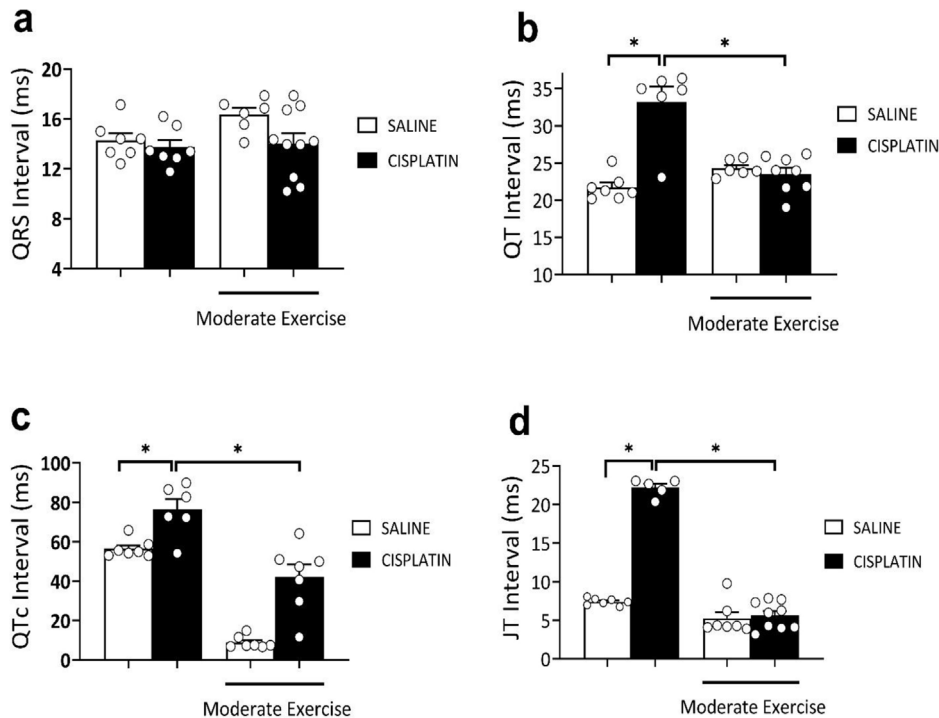 a
QRS Interval (ms)
20
16
12
8
4
SALINE
CISPLATIN
Moderate Exercise
b
* *
QT Interval (ms)
35
30
25
20
15
10
SALINE
CISPLATIN
Moderate Exercise
c
* *
QTc Interval (ms)
100
80
60
40
20
0
SALINE
CISPLATIN
Moderate Exercise
d
* *
JT Interval (ms)
25
20
15
10
5
0
SALINE
CISPLATIN
Moderate Exercise